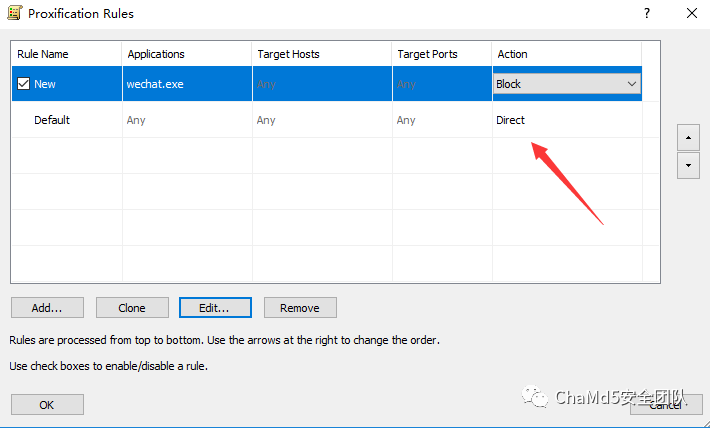 Proxification Rules
Rule Name Applications Target Hosts Target Ports Action
New wechat.exe Any Any Block
Default Any Any Any Direct
Add... Clone Edit... Remove
Rules are processed from top to bottom. Use the arrows at the right to change the order.
Use check boxes to enable/disable a rule.
OK Cancel
ChaMd5安全团队